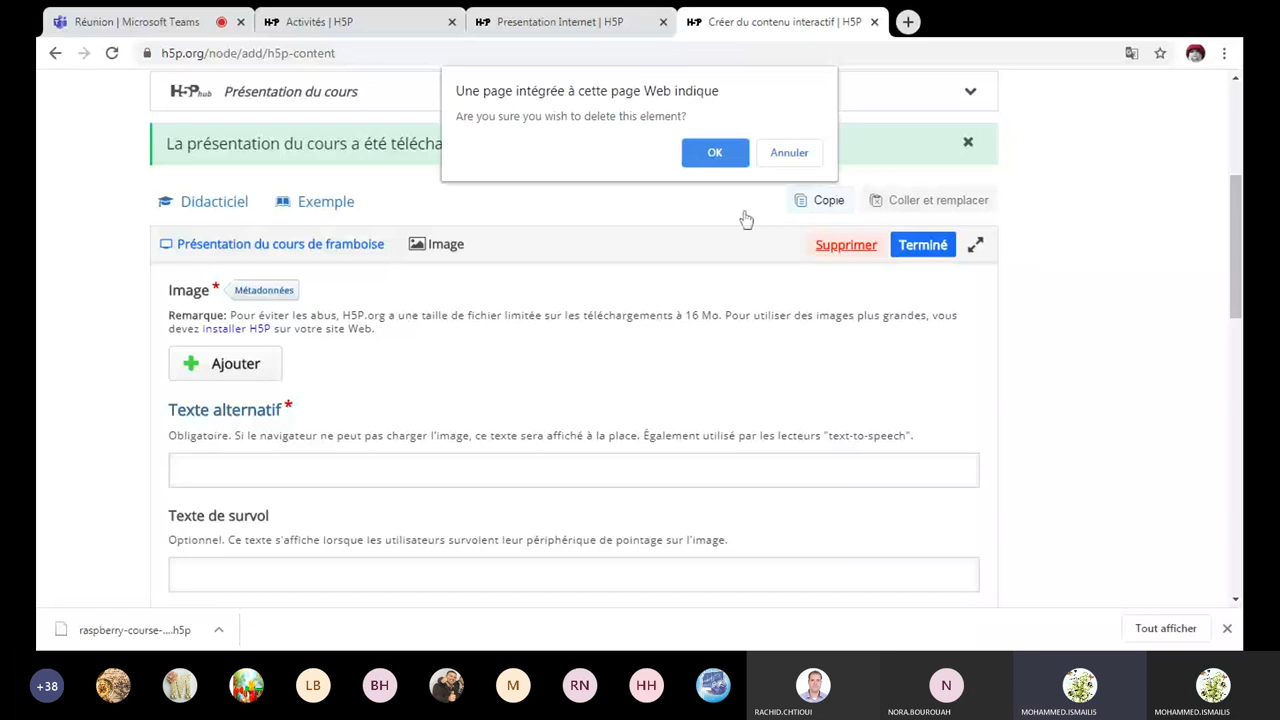 Réunion | Microsoft Teams
Activités | H5P
Presentation Internet | H5P
Créer du contenu interactif | H5P
h5p.org/node/add/h5p-content
H5P hub Présentation du cours
Une page intégrée à cette page Web indique
Are you sure you wish to delete this element?
OK Annuler
La présentation du cours a été télécha
Didacticiel Exemple Copie Coller et remplacer
Présentation du cours de framboise Image Supprimer Terminé
Image * Métadonnées
Remarque: Pour éviter les abus, H5P.org a une taille de fichier limitée sur les téléchargements à 16 Mo. Pour utiliser des images plus grandes, vous
devez installer H5P sur votre site Web.
Ajouter
Texte alternatif *
Obligatoire. Si le navigateur ne peut pas charger l'image, ce texte sera affiché à la place. Également utilisé par les lecteurs "text-to-speech".
Texte de survol
Optionnel. Ce texte s'affiche lorsque les utilisateurs survoient leur périphérique de pointage sur l'image.
raspberry-course-....h5p Tout afficher
+38 LB BH M RN HH N
RACHID.CHTIOUI NORA.BOUROUAH MOHAMMED.ISMAILIS MOHAMMED.ISMAILIS